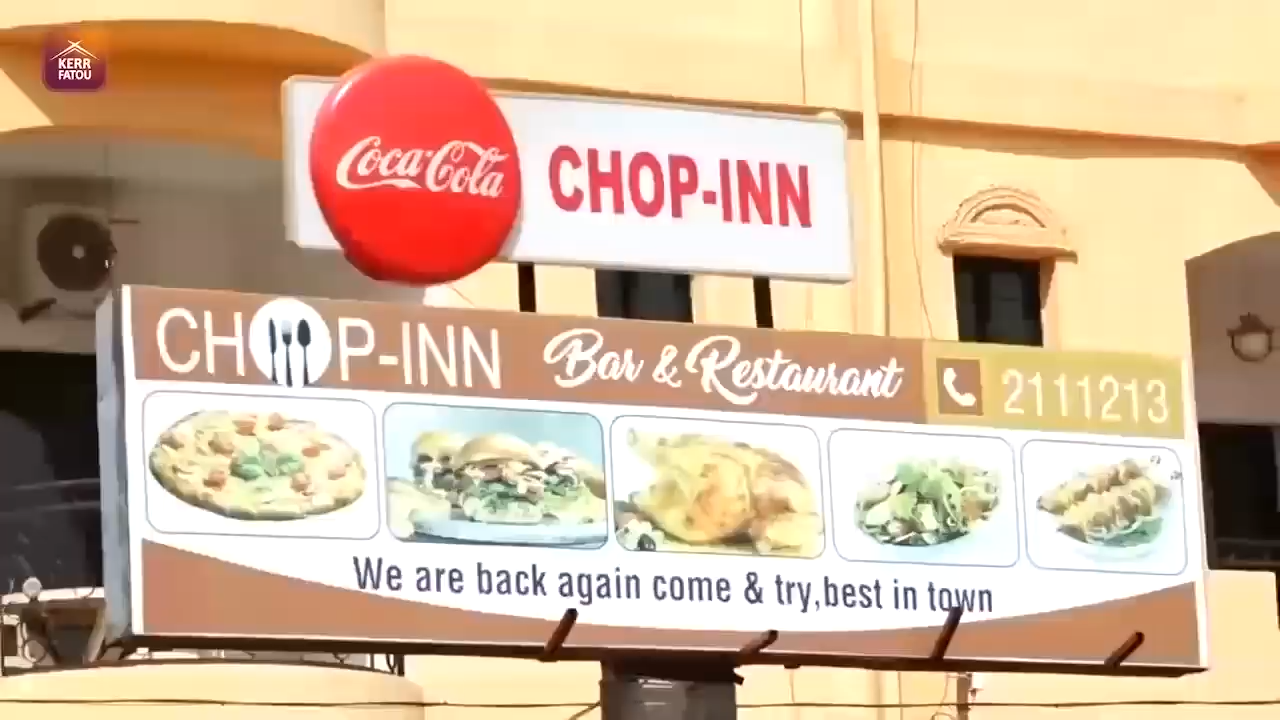 KERR
FATOU
Coca-Cola
CHOP-INN
CHOP-INN Bar & Restaurant 2111213
We are back again come & try,best in town